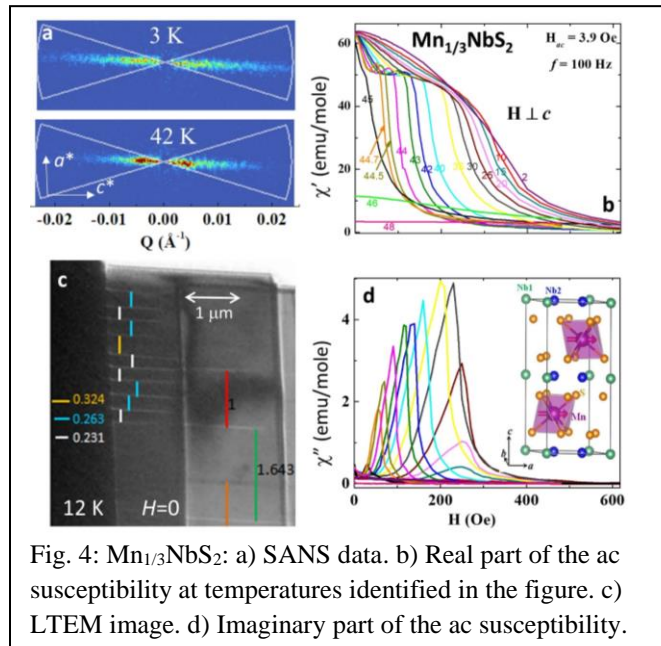 a
3 K
42 K
a*
c*
-0.02 -0.01 0.00 0.01 0.02
Q (Å⁻¹)
χ′ (emu/mole)
60
40
20
0
Mn₁/₃NbS₂
H_ac = 3.9 Oe
f = 100 Hz
H ⊥ c
45
44.7
44.5
44
43
42
40
30
25
20
15
10
2
46
48
b
c
1 μm
0.324
0.263
0.231
1
1.643
12 K
H=0
d
χ″ (emu/mole)
4
2
0
0 200 400 600
H (Oe)
Nb1
Nb2
S
Mn
c
b
a
Fig. 4: Mn₁/₃NbS₂: a) SANS data. b) Real part of the ac
susceptibility at temperatures identified in the figure. c)
LTEM image. d) Imaginary part of the ac susceptibility.